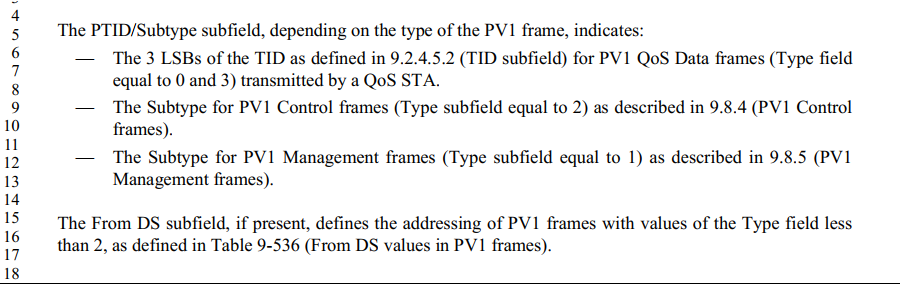 4
5 The PTID/Subtype subfield, depending on the type of the PV1 frame, indicates:
6 — The 3 LSBs of the TID as defined in 9.2.4.5.2 (TID subfield) for PV1 QoS Data frames (Type field
7
8 equal to 0 and 3) transmitted by a QoS STA.
9 — The Subtype for PV1 Control frames (Type subfield equal to 2) as described in 9.8.4 (PV1 Control
10 frames).
11
12 — The Subtype for PV1 Management frames (Type subfield equal to 1) as described in 9.8.5 (PV1
13 Management frames).
14
15 The From DS subfield, if present, defines the addressing of PV1 frames with values of the Type field less
16
17 than 2, as defined in Table 9-536 (From DS values in PV1 frames).
18